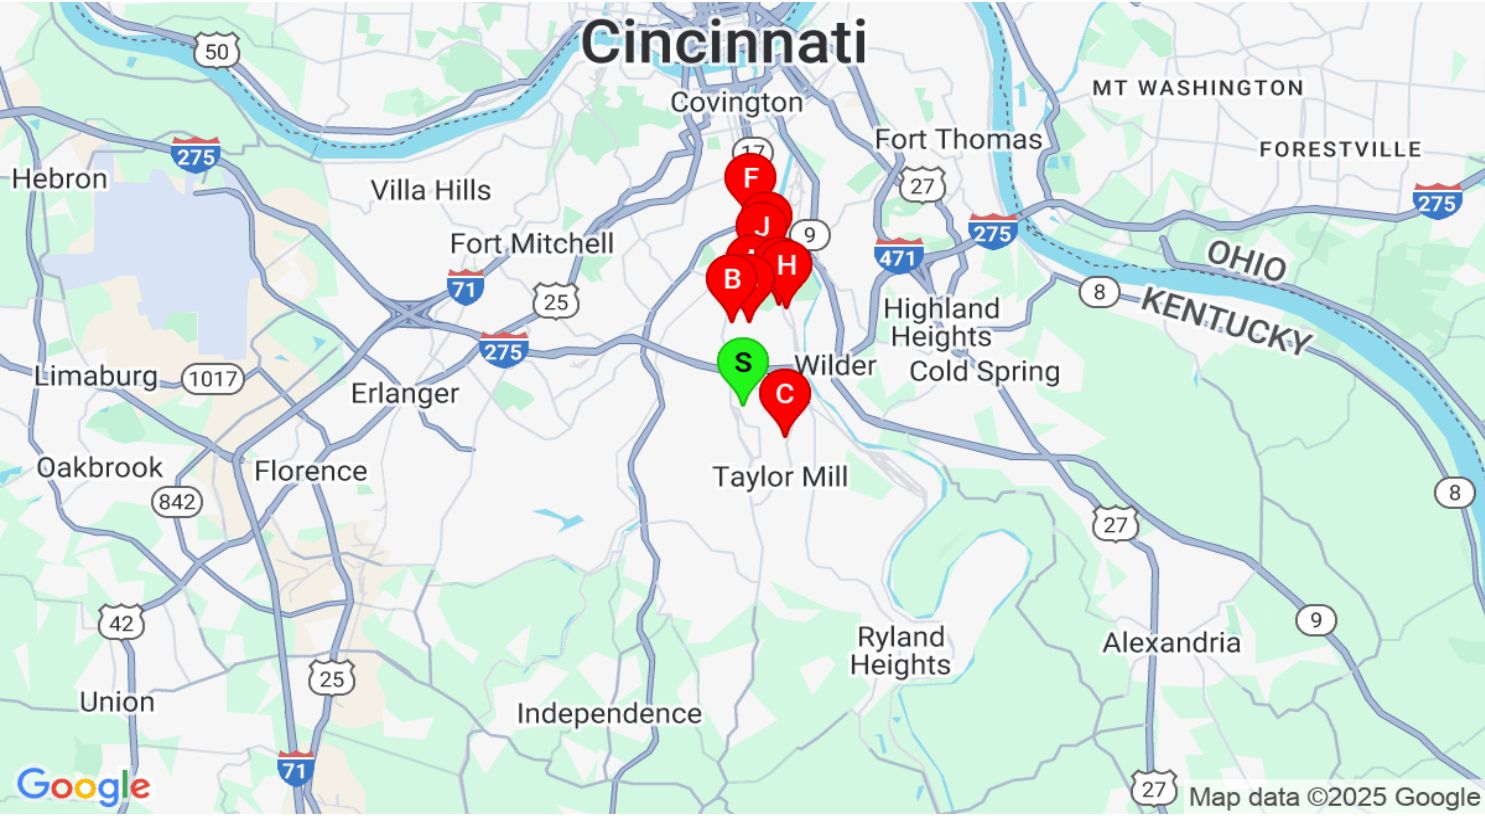 Cincinnati
50
Covington
MT WASHINGTON
17
Fort Thomas
FORESTVILLE
275
Hebron
F
27
Villa Hills
275
J
9
275
Fort Mitchell
471
OHIO
B
H
71
25
8
KENTUCKY
Highland
Heights
275
S
Wilder
Cold Spring
Limaburg
1017
Erlanger
C
Oakbrook
Florence
Taylor Mill
842
8
27
42
9
Ryland
Heights
Alexandria
25
Union
Independence
71
Google
27
Map data ©2025 Google